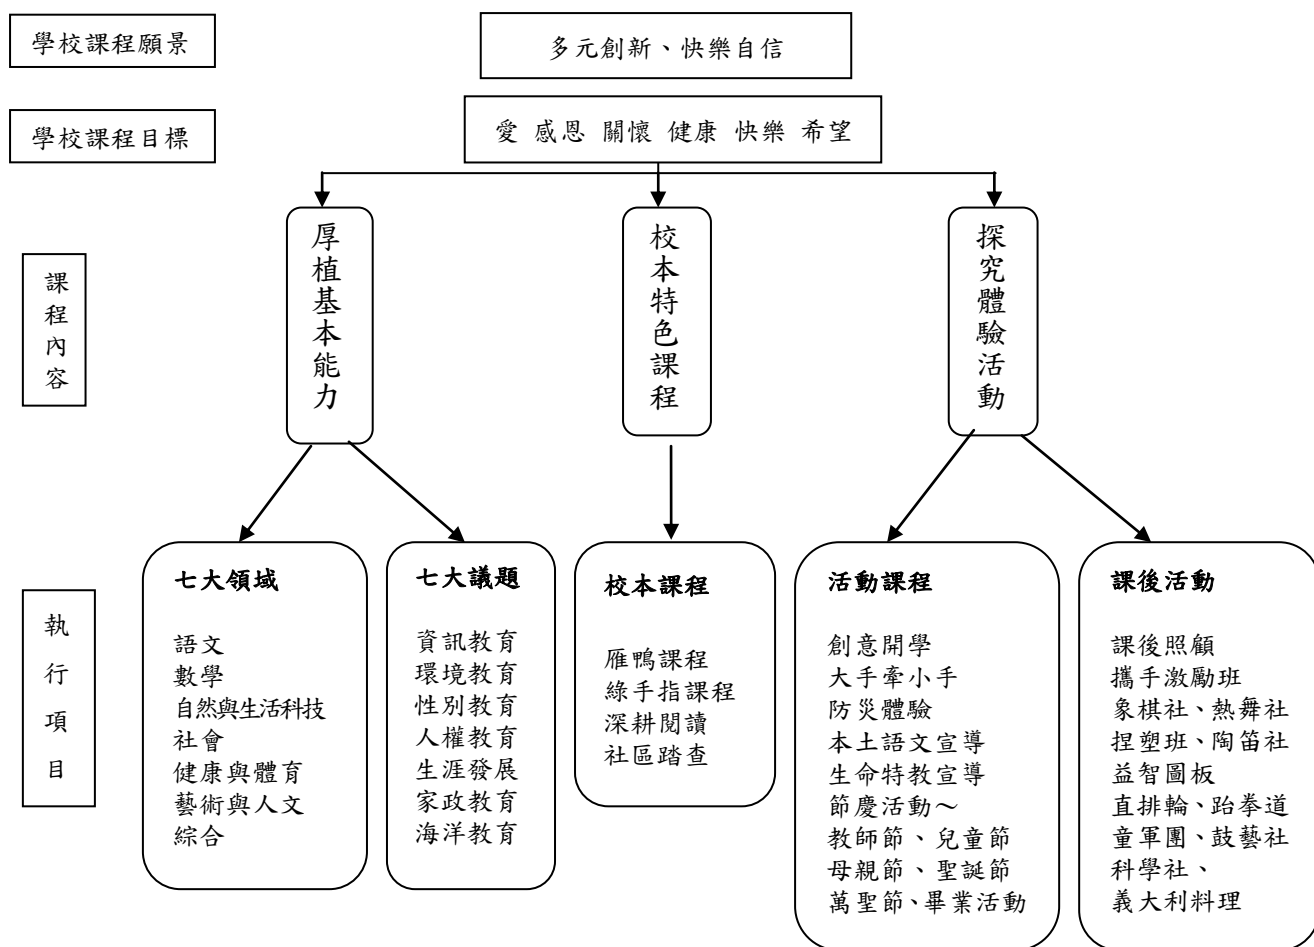 學校課程願景
多元創新、快樂自信
學校課程目標
愛 感恩 關懷 健康 快樂 希望
課程內容
厚植基本能力
校本特色課程
探究體驗活動
執行項目
七大領域
語文
數學
自然與生活科技
社會
健康與體育
藝術與人文
綜合
七大議題
資訊教育
環境教育
性別教育
人權教育
生涯發展
家政教育
海洋教育
校本課程
雁鴨課程
綠手指課程
深耕閱讀
社區踏查
活動課程
創意開學
大手牽小手
防災體驗
本土語文宣導
生命特教宣導
節慶活動～
教師節、兒童節
母親節、聖誕節
萬聖節、畢業活動
課後活動
課後照顧
攜手激勵班
象棋社、熱舞社
捏塑班、陶笛社
益智圖板
直排輪、跆拳道
童軍團、鼓藝社
科學社、
義大利料理